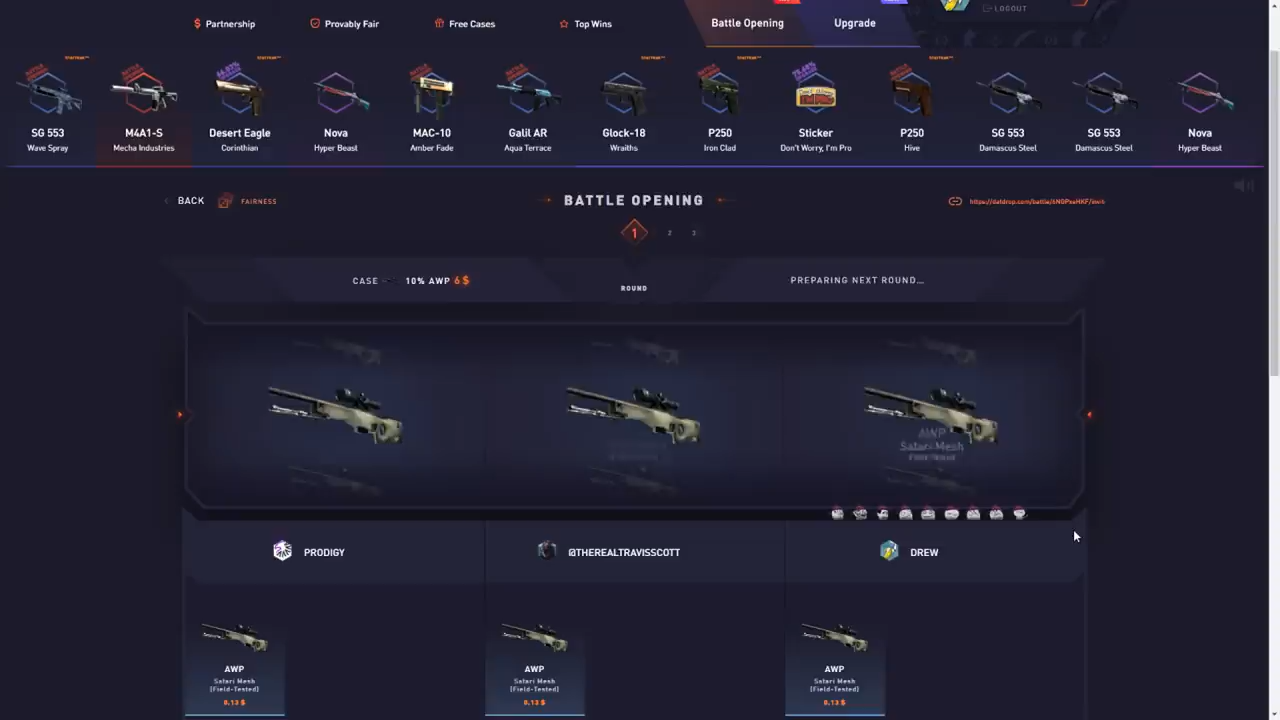 LOGOUT
Partnership
Provably Fair
Free Cases
Top Wins
Battle Opening
Upgrade
SG 553
Wave Spray
M4A1-S
Mecha Industries
Desert Eagle
Corinthian
Nova
Hyper Beast
MAC-10
Amber Fade
Galil AR
Aqua Terrace
Glock-18
Wraiths
P250
Iron Clad
Sticker
Don't Worry, I'm Pro
P250
Hive
SG 553
Damascus Steel
SG 553
Damascus Steel
Nova
Hyper Beast
BACK
FAIRNESS
BATTLE OPENING
1
2
3
CASE
10% AWP 6 $
ROUND
PREPARING NEXT ROUND...
AWP
Safari Mesh
PRODIGY
@THEREALTRAVISSCOTT
DREW
AWP
Safari Mesh
[Field-Tested]
0.13 $
AWP
Safari Mesh
[Field-Tested]
0.13 $
AWP
Safari Mesh
[Field-Tested]
0.13 $